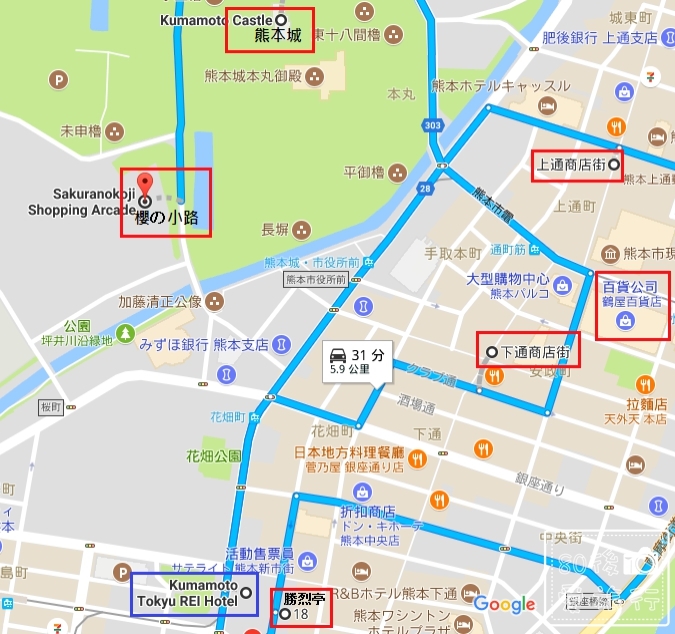 Kumamoto Castle
熊本城
東十八間櫓
城東町
肥後銀行 上通支店
熊本城本丸御殿
熊本ホテルキャッスル
本丸
未申櫓
303
上通商店街
熊本上通
平御櫓
28
Sakuranokoji
Shopping Arcade
櫻の小路
熊本市電
上通町
長塀
手取本町
通町筋
熊本市現
熊本城・市役所前
熊本市役所前
大型購物中心
熊本パルコ
百貨公司
鶴屋百貨店
加藤清正公像
公園
坪井川沿緑地
みずほ銀行 熊本支店
31 分
5.9 公里
下通商店街
クラブ通
安政町
桜町
酒場通
拉麵店
天外天 本店
花畑町
花畑町
下通
花畑公園
日本地方料理餐廳
菅乃屋 銀座通り店
銀座通り
折扣商店
ドン・キホーテ
熊本中央店
中央街
活動售票員
サテライト 熊本新市街
Kumamoto
Tokyu REI Hotel
勝烈亭
18
R&Bホテル熊本下通
Google
銀座橋
熊本ワシントン
ホテルプラザ